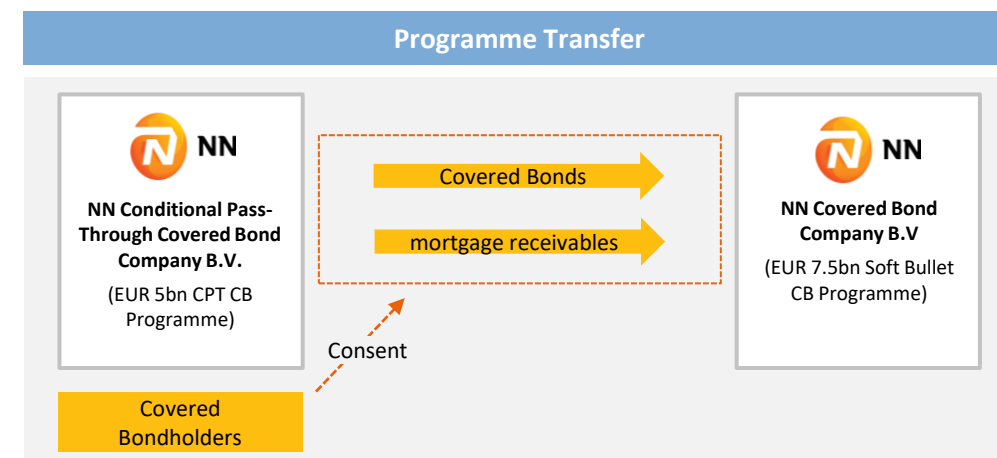 Programme Transfer
NN
NN Conditional Pass-
Through Covered Bond
Company B.V.
(EUR 5bn CPT CB
Programme)
Covered Bonds
mortgage receivables
Consent
Covered
Bondholders
NN
NN Covered Bond
Company B.V
(EUR 7.5bn Soft Bullet
CB Programme)